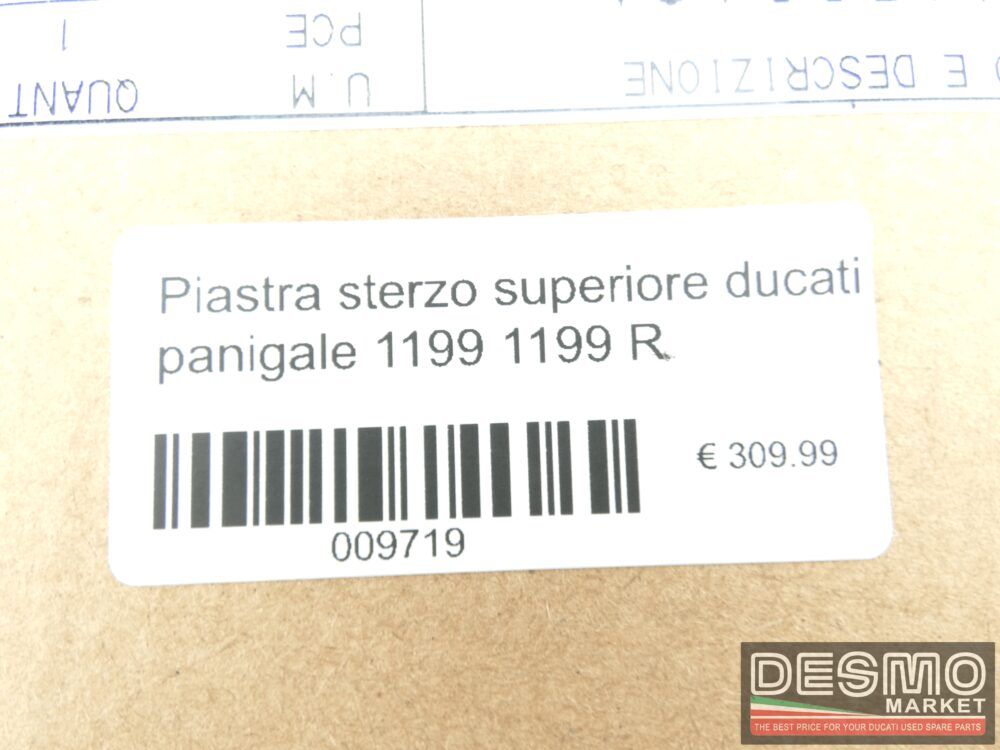 E DESCRIZIONE
U.M
QUANT
PCE
1
Piastra sterzo superiore ducati
panigale 1199 1199 R
€ 309.99
009719
DESMO
MARKET
THE BEST PRICE FOR YOUR DUCATI USED SPARE PARTS